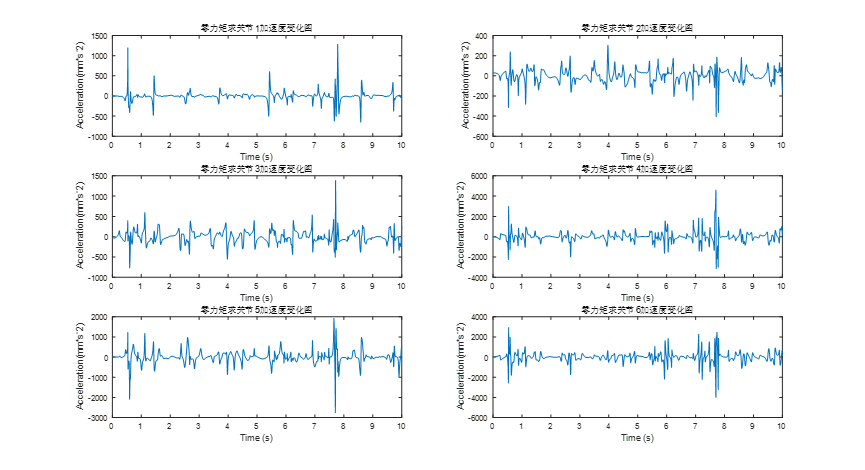 零力矩求关节1加速度变化图
Acceleration(mm*s-2)
1500
1000
500
0
-500
-1000
0 1 2 3 4 5 6 7 8 9 10
Time (s)
零力矩求关节2加速度变化图
Acceleration(mm*s-2)
400
200
0
-200
-400
-600
0 1 2 3 4 5 6 7 8 9 10
Time (s)
零力矩求关节3加速度变化图
Acceleration(mm*s-2)
1500
1000
500
0
-500
-1000
0 1 2 3 4 5 6 7 8 9 10
Time (s)
零力矩求关节4加速度变化图
Acceleration(mm*s-2)
6000
4000
2000
0
-2000
-4000
0 1 2 3 4 5 6 7 8 9 10
Time (s)
零力矩求关节5加速度变化图
Acceleration(mm*s-2)
2000
1000
0
-1000
-2000
-3000
0 1 2 3 4 5 6 7 8 9 10
Time (s)
零力矩求关节6加速度变化图
Acceleration(mm*s-2)
4000
2000
0
-2000
-4000
-6000
0 1 2 3 4 5 6 7 8 9 10
Time (s)